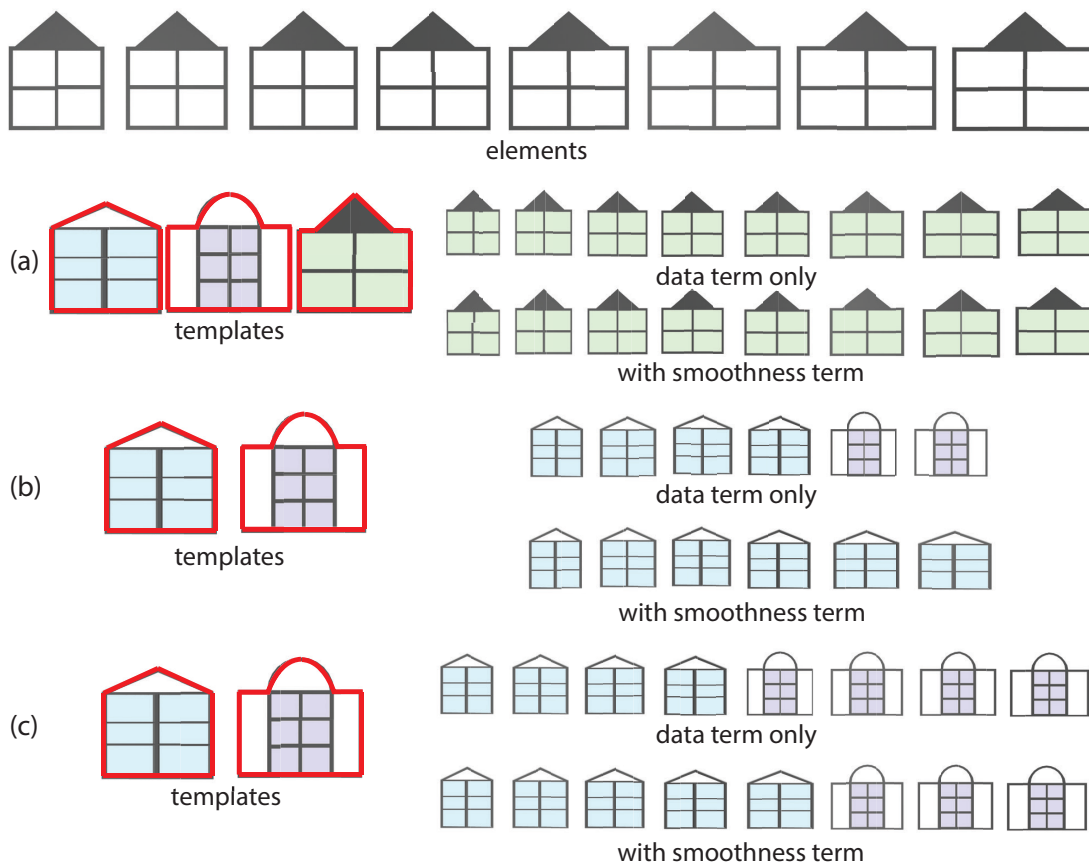 elements
(a)
templates
data term only
with smoothness term
(b)
templates
data term only
with smoothness term
(c)
templates
data term only
with smoothness term